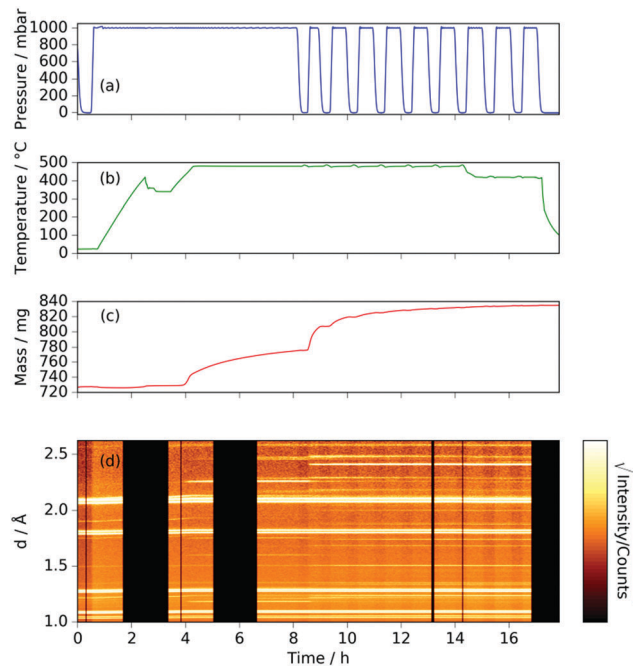 1000
800
600
400
200
0
Pressure / mbar
(a)
500
400
300
200
100
0
Temperature / °C
(b)
840
820
800
780
760
740
720
Mass / mg
(c)
2.5
2.0
1.5
1.0
d / Å
(d)
0 2 4 6 8 10 12 14 16
Time / h
√Intensity/Counts